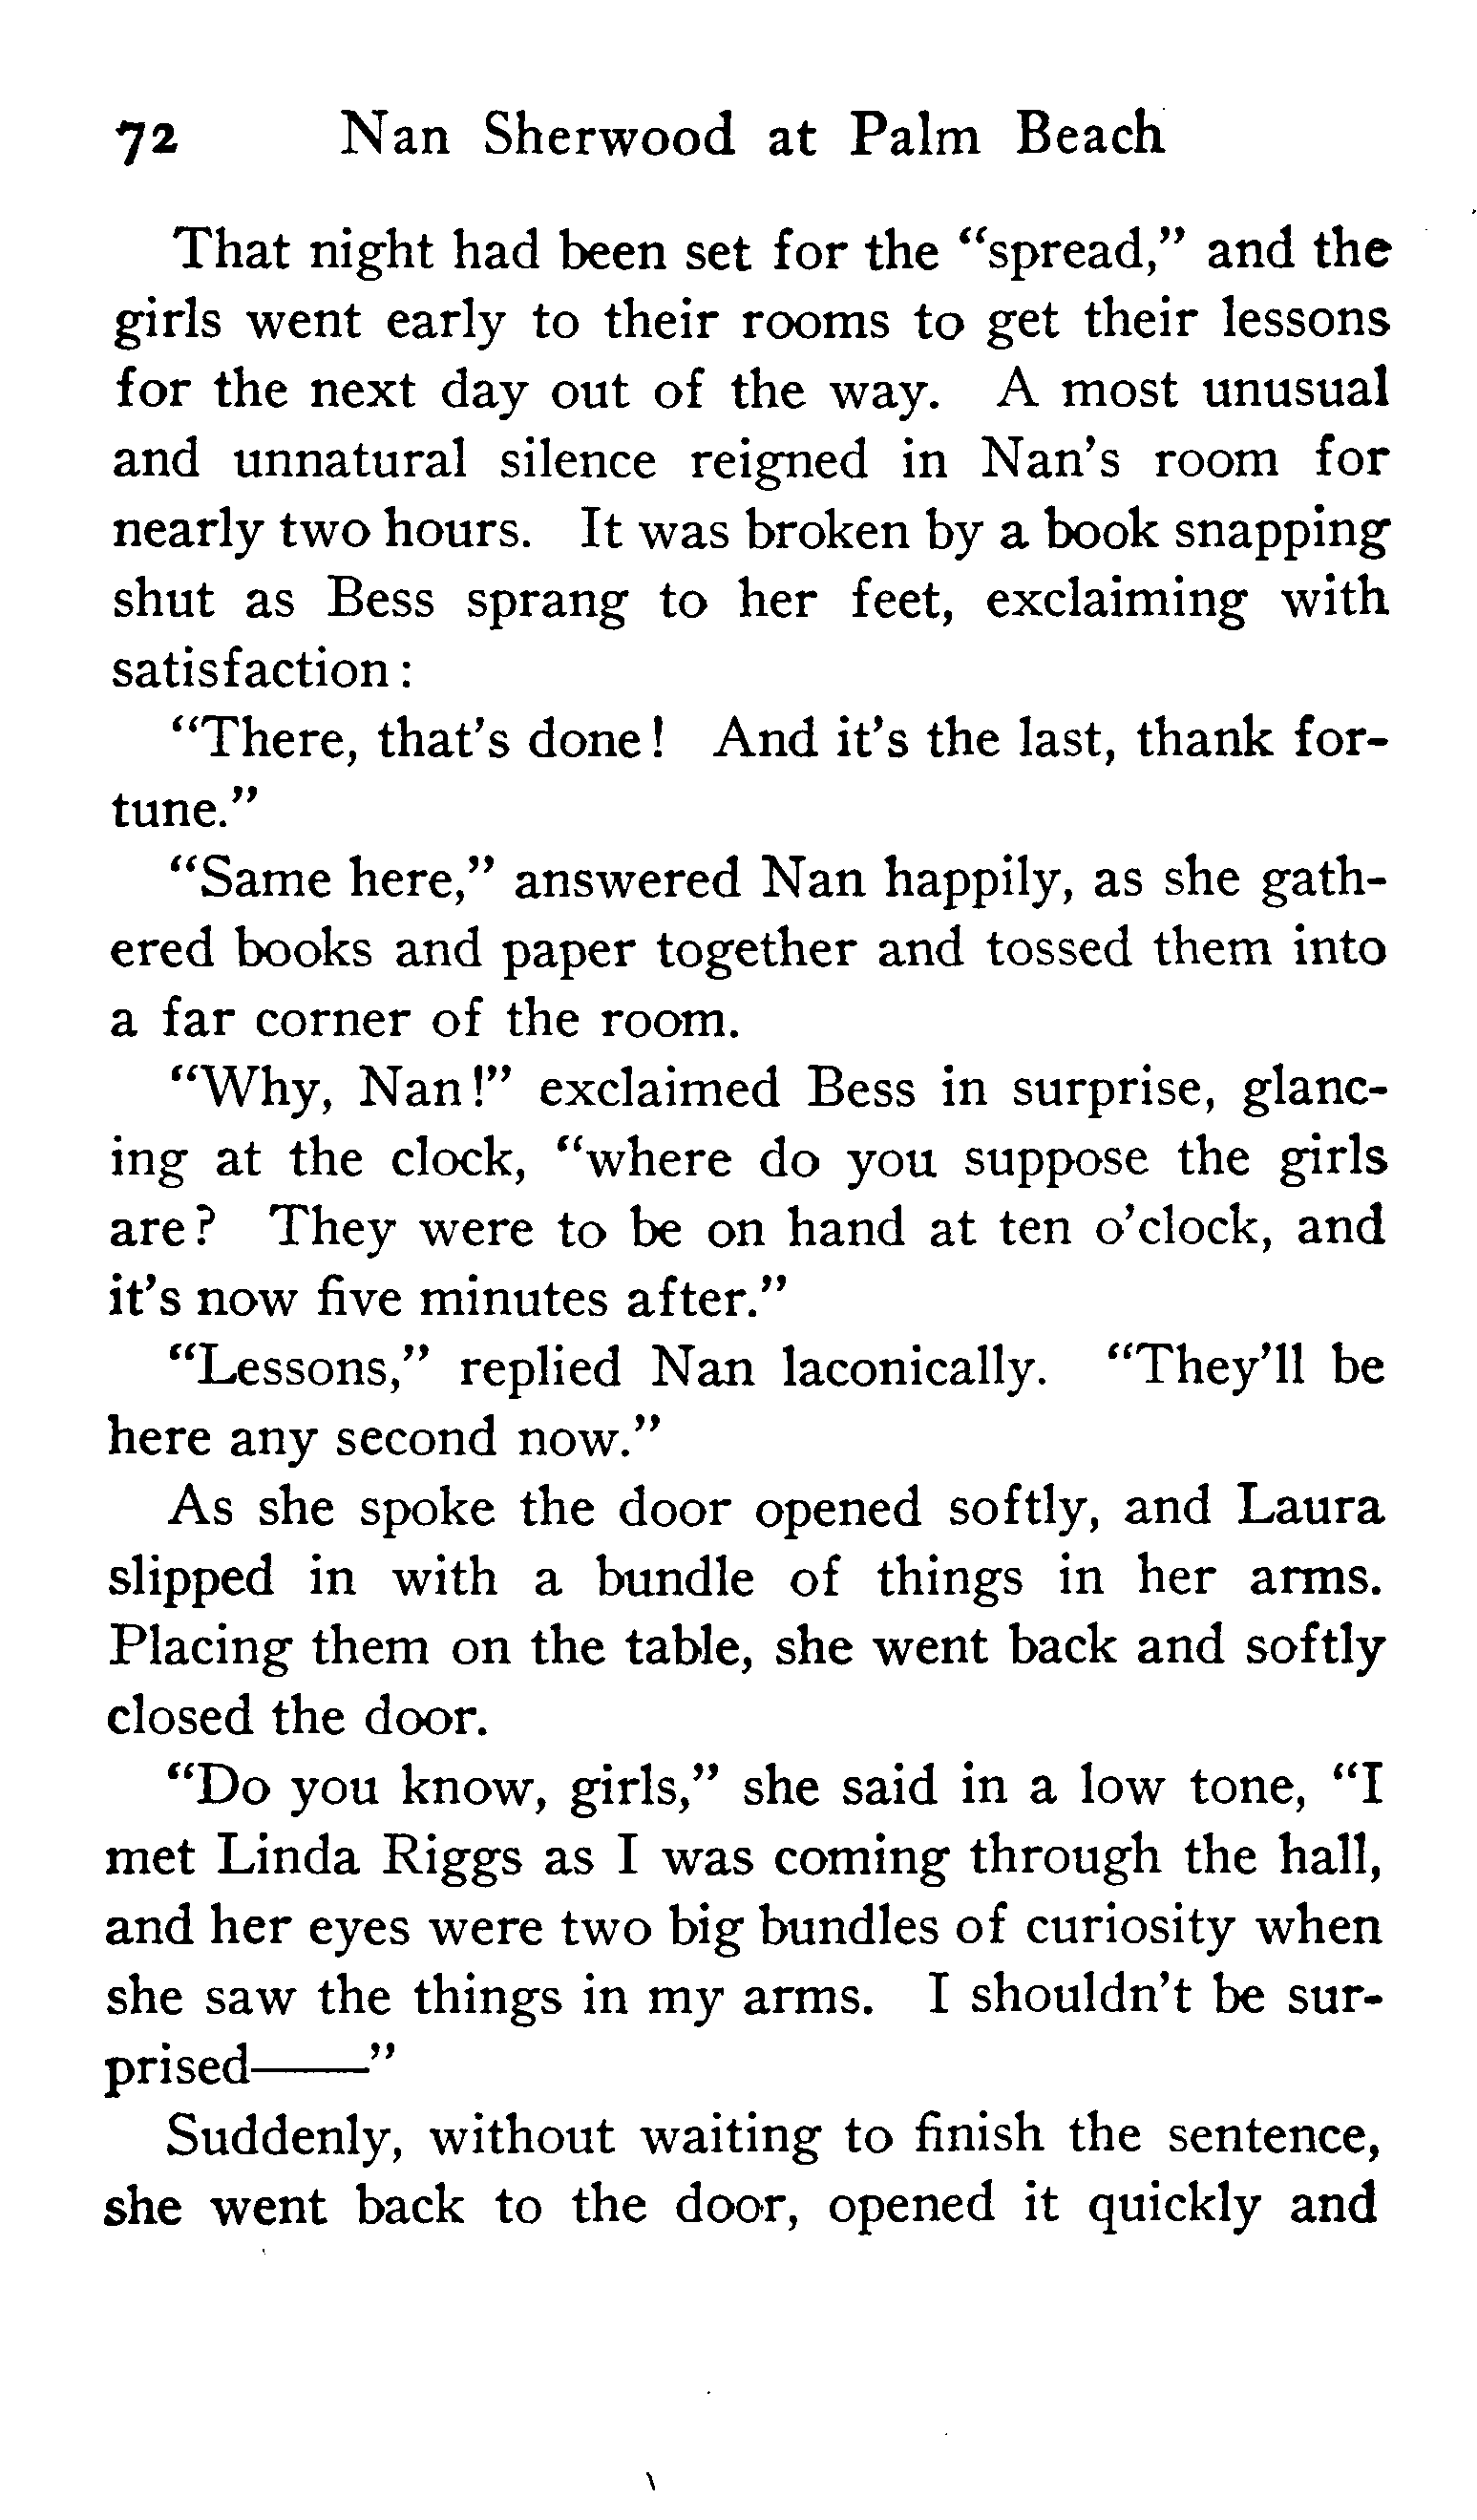 72 Nan Sherwood at Palm Beach
That night had been set for the “spread,” and the
girls went early to their rooms to get their lessons
for the next day out of the way. A most unusual
and unnatural silence reigned in Nan's room for
nearly two hours. It was broken by a book snapping
shut as Bess sprang to her feet, exclaiming with
satisfaction:
“There, that's done! And it's the last, thank for-
tune.”
“Same here,” answered Nan happily, as she gath-
ered books and paper together and tossed them into
a far corner of the room.
“Why, Nan!” exclaimed Bess in surprise, glanc-
ing at the clock, “where do you suppose the girls
are? They were to be on hand at ten o'clock, and
it's now five minutes after.”
“Lessons,” replied Nan laconically. “They'll be
here any second now.”
As she spoke the door opened softly, and Laura
slipped in with a bundle of things in her arms.
Placing them on the table, she went back and softly
closed the door.
“Do you know, girls,” she said in a low tone, “I
met Linda Riggs as I was coming through the hall,
and her eyes were two big bundles of curiosity when
she saw the things in my arms. I shouldn't be sur-
prised——”
Suddenly, without waiting to finish the sentence,
she went back to the door, opened it quickly and